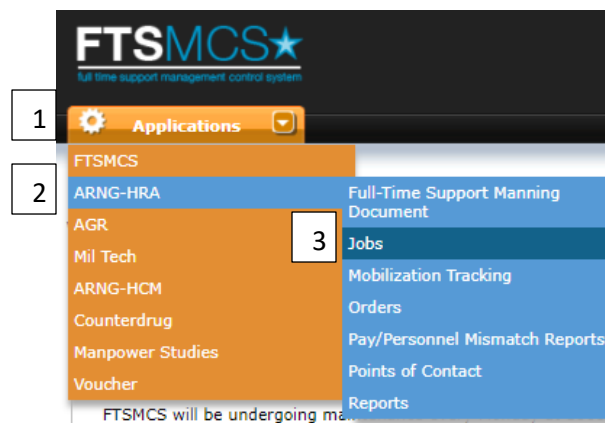 FTSMCS
full time support management control system
1
Applications
FTSMCS
2
ARNG-HRA
AGR
Mil Tech
ARNG-HCM
Counterdrug
Manpower Studies
Voucher
Full-Time Support Manning
Document
3
Jobs
Mobilization Tracking
Orders
Pay/Personnel Mismatch Reports
Points of Contact
Reports
FTSMCS will be undergoing